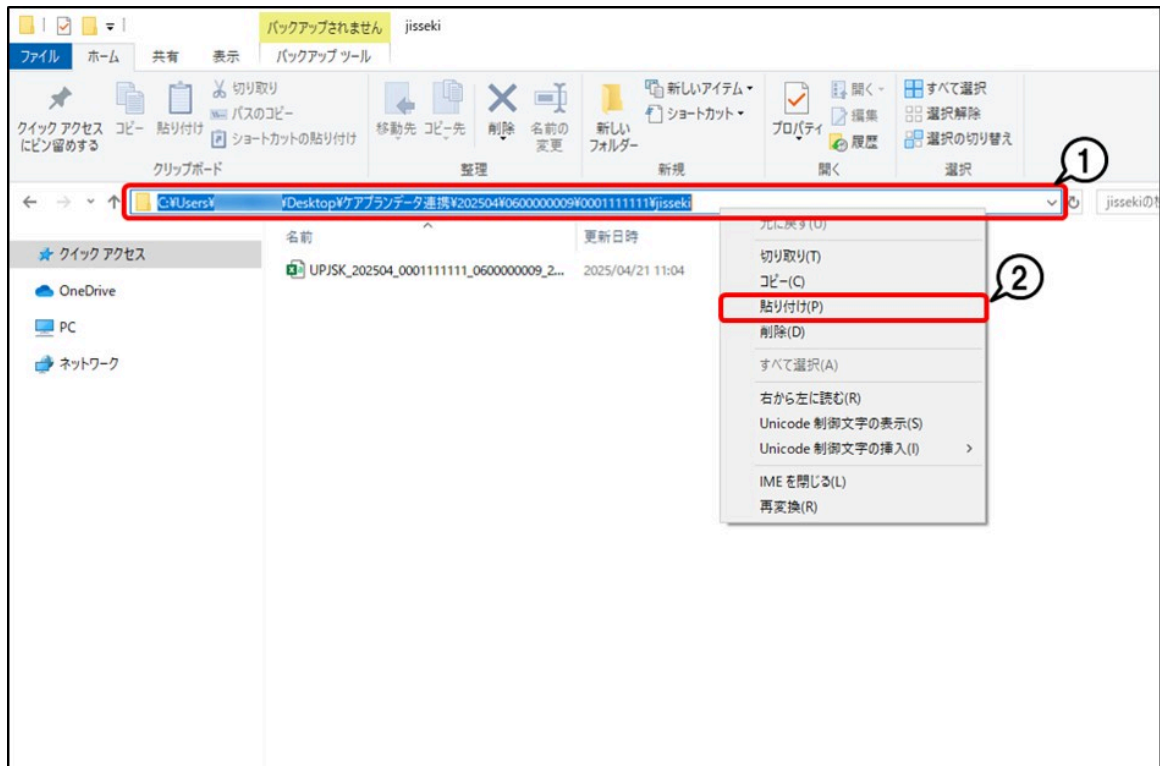 バックアップされません jisseki
ファイル ホーム 共有 表示 バックアップ ツール
クイック アクセス
にピン留めする
コピー
貼り付け
切り取り
パスのコピー
ショートカットの貼り付け
クリップボード
移動先
コピー先
削除
名前の
変更
整理
新しい
フォルダー
新しいアイテム
ショートカット
新規
プロパティ
開く
編集
履歴
開く
すべて選択
選択解除
選択の切り替え
選択
1
C:¥Users¥ ¥Desktop¥ケアプランデータ連携¥202504¥0600000009¥0001111111¥jisseki
jissekiの
クイック アクセス
OneDrive
PC
ネットワーク
名前 更新日時
UPJSK_202504_0001111111_0600000009_2... 2025/04/21 11:04
元に戻す(U)
切り取り(T)
コピー(C)
貼り付け(P)
2
削除(D)
すべて選択(A)
右から左に読む(R)
Unicode 制御文字の表示(S)
Unicode 制御文字の挿入(I)
IME を閉じる(L)
再変換(R)